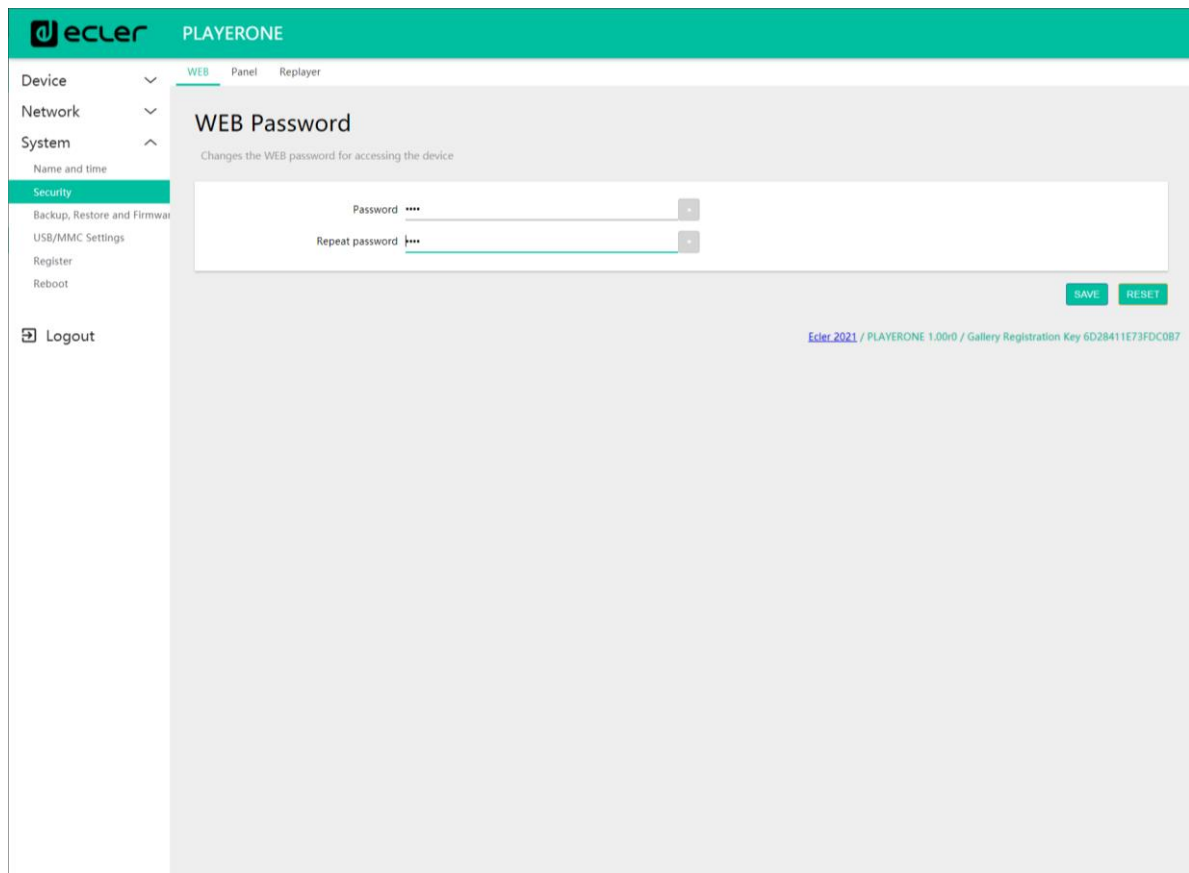 ecler PLAYERONE
Device
Network
System
Name and time
Security
Backup, Restore and Firmwar
USB/MMC Settings
Register
Reboot
Logout
WEB Panel Replayer
WEB Password
Changes the WEB password for accessing the device
Password ••••
Repeat password ••••
SAVE RESET
Ecler 2021 / PLAYERONE 1.00r0 / Gallery Registration Key 6D28411E73FDC0B7